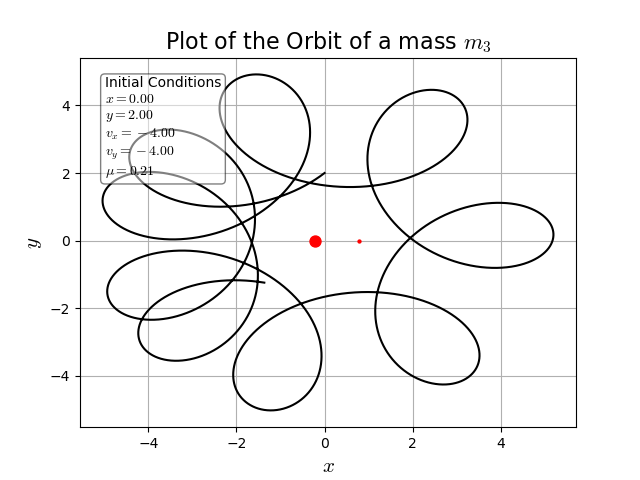 Plot of the Orbit of a mass m₃
Initial Conditions
x = 0.00
y = 2.00
vₓ = −4.00
v_y = −4.00
μ = 0.21
4
2
0
−2
−4
y
−4
−2
0
2
4
x